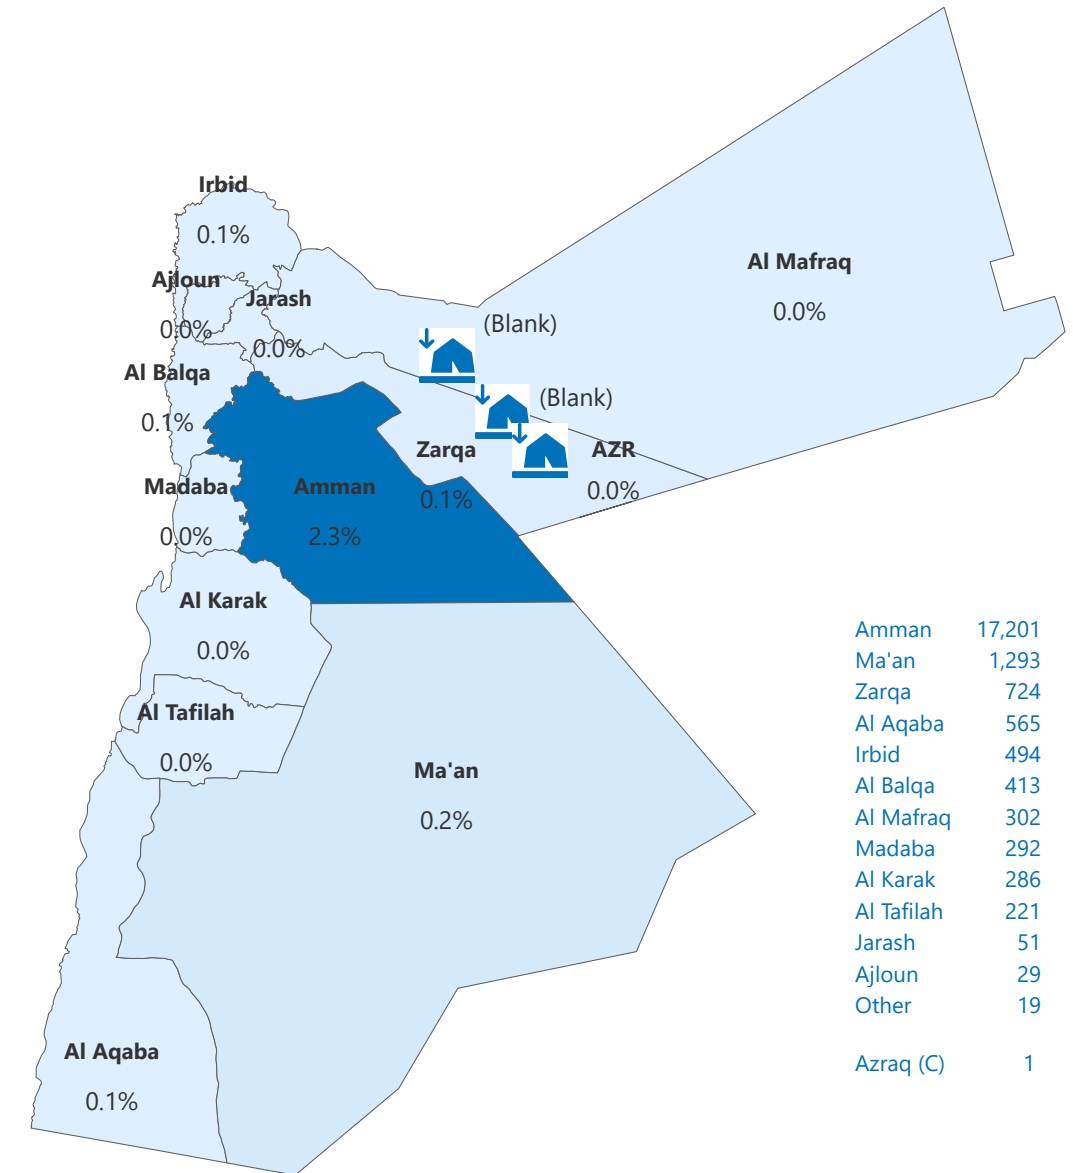 Irbid
0.1%
Al Mafraq
0.0%
Ajloun
0.0%
Jarash
0.0%
(Blank)
Al Balqa
0.1%
(Blank)
Zarqa
0.1%
AZR
0.0%
Madaba
0.0%
Amman
2.3%
Al Karak
0.0%
Al Tafilah
0.0%
Ma'an
0.2%
Al Aqaba
0.1%
Amman 17,201
Ma'an 1,293
Zarqa 724
Al Aqaba 565
Irbid 494
Al Balqa 413
Al Mafraq 302
Madaba 292
Al Karak 286
Al Tafilah 221
Jarash 51
Ajloun 29
Other 19
Azraq (C) 1